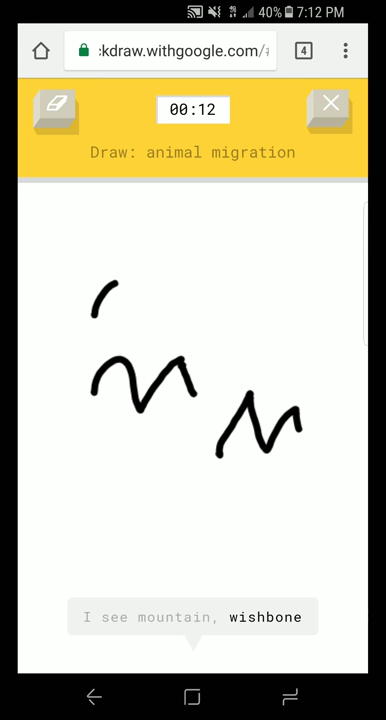 40% 7:12 PM
:kdraw.withgoogle.com/
4
00:12
Draw: animal migration
I see mountain, wishbone